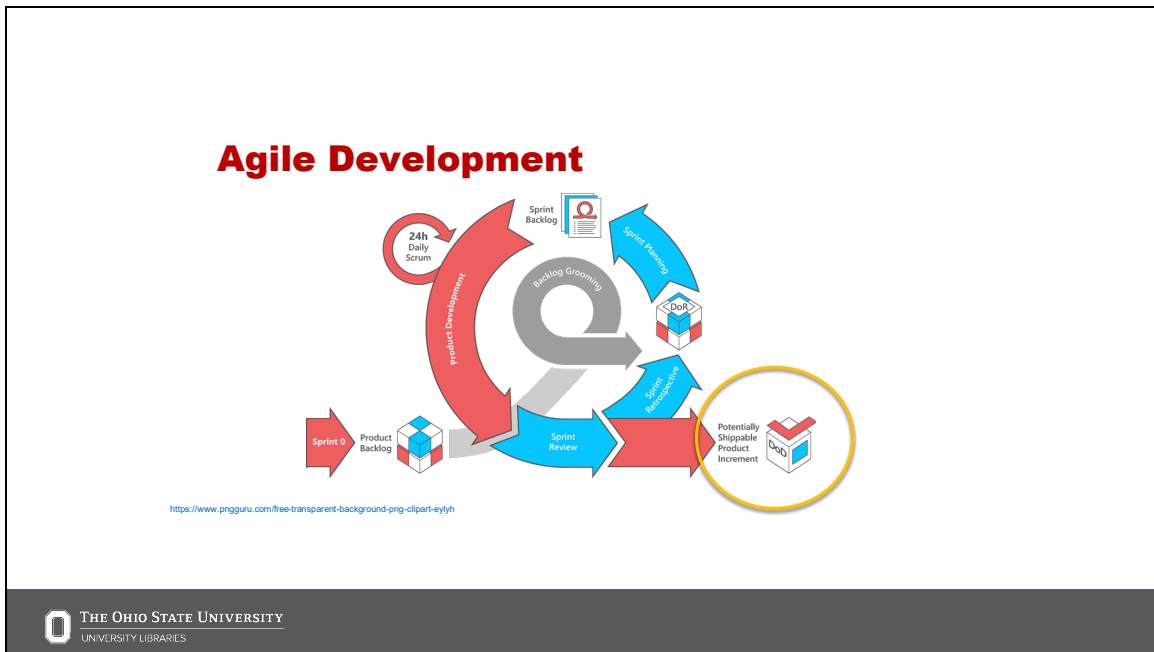 Agile Development
Sprint
Backlog
24h
Daily
Scrum
Sprint Planning
Backlog Grooming
DoR
Product Development
Sprint
Retrospective
Sprint 0
Product
Backlog
Sprint
Review
Potentially
Shippable
Product
Increment
DoD
https://www.pngguru.com/free-transparent-background-png-clipart-eylyh
THE OHIO STATE UNIVERSITY
UNIVERSITY LIBRARIES